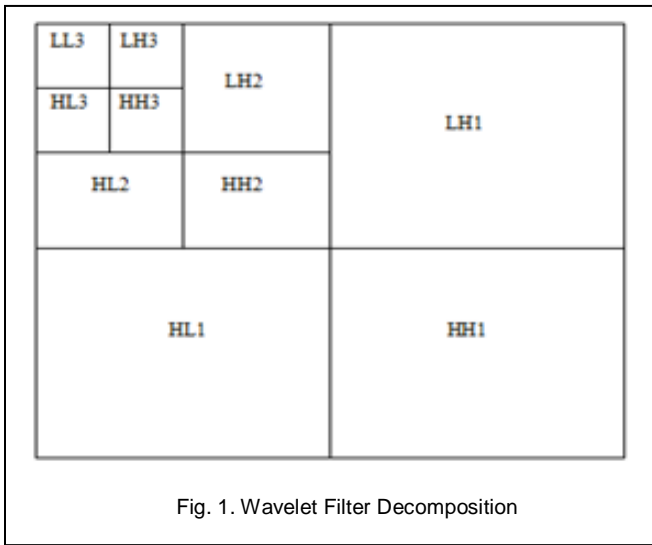 LL3 LH3
LH2
HL3 HH3
LH1
HL2 HH2
HL1 HH1
Fig. 1. Wavelet Filter Decomposition